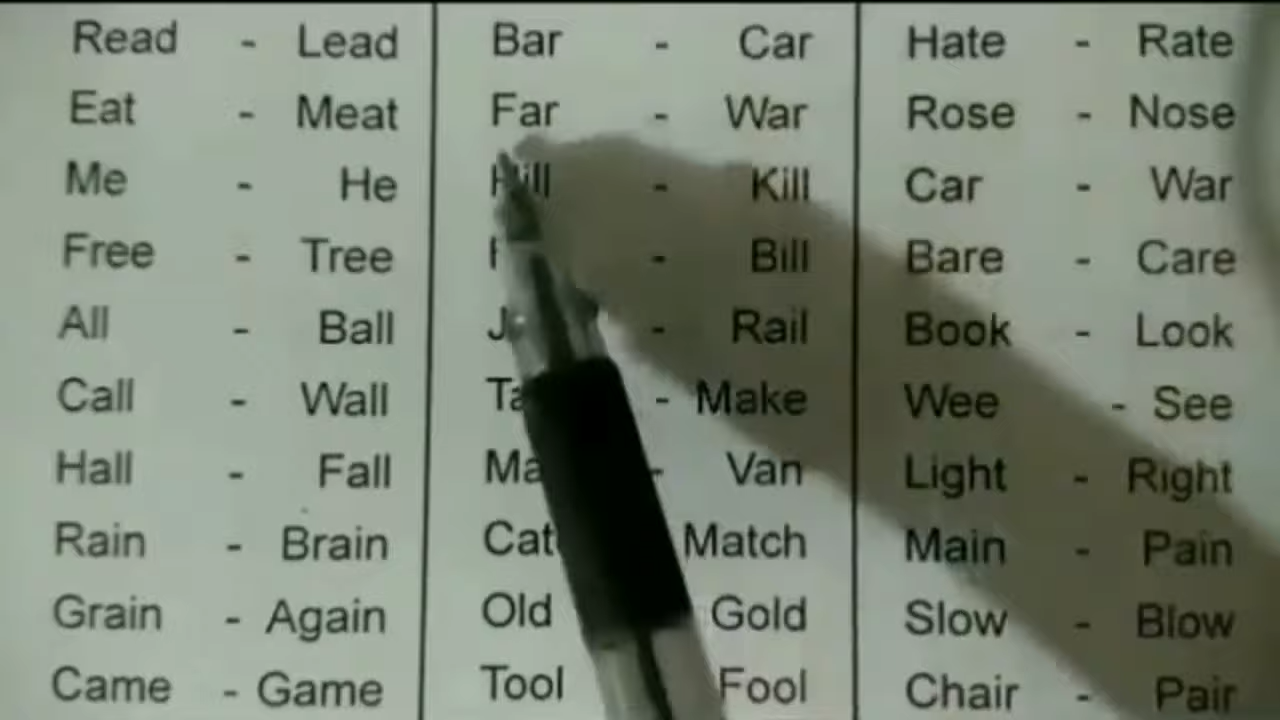 Read - Lead
Eat - Meat
Me - He
Free - Tree
All - Ball
Call - Wall
Hall - Fall
Rain - Brain
Grain - Again
Came - Game
Bar - Car
Far - War
Hill - Kill
- Bill
- Rail
- Make
- Van
Match
Old Gold
Tool Fool
Hate - Rate
Rose - Nose
Car - War
Bare - Care
Book - Look
Wee - See
Light - Right
Main - Pain
Slow - Blow
Chair - Pair